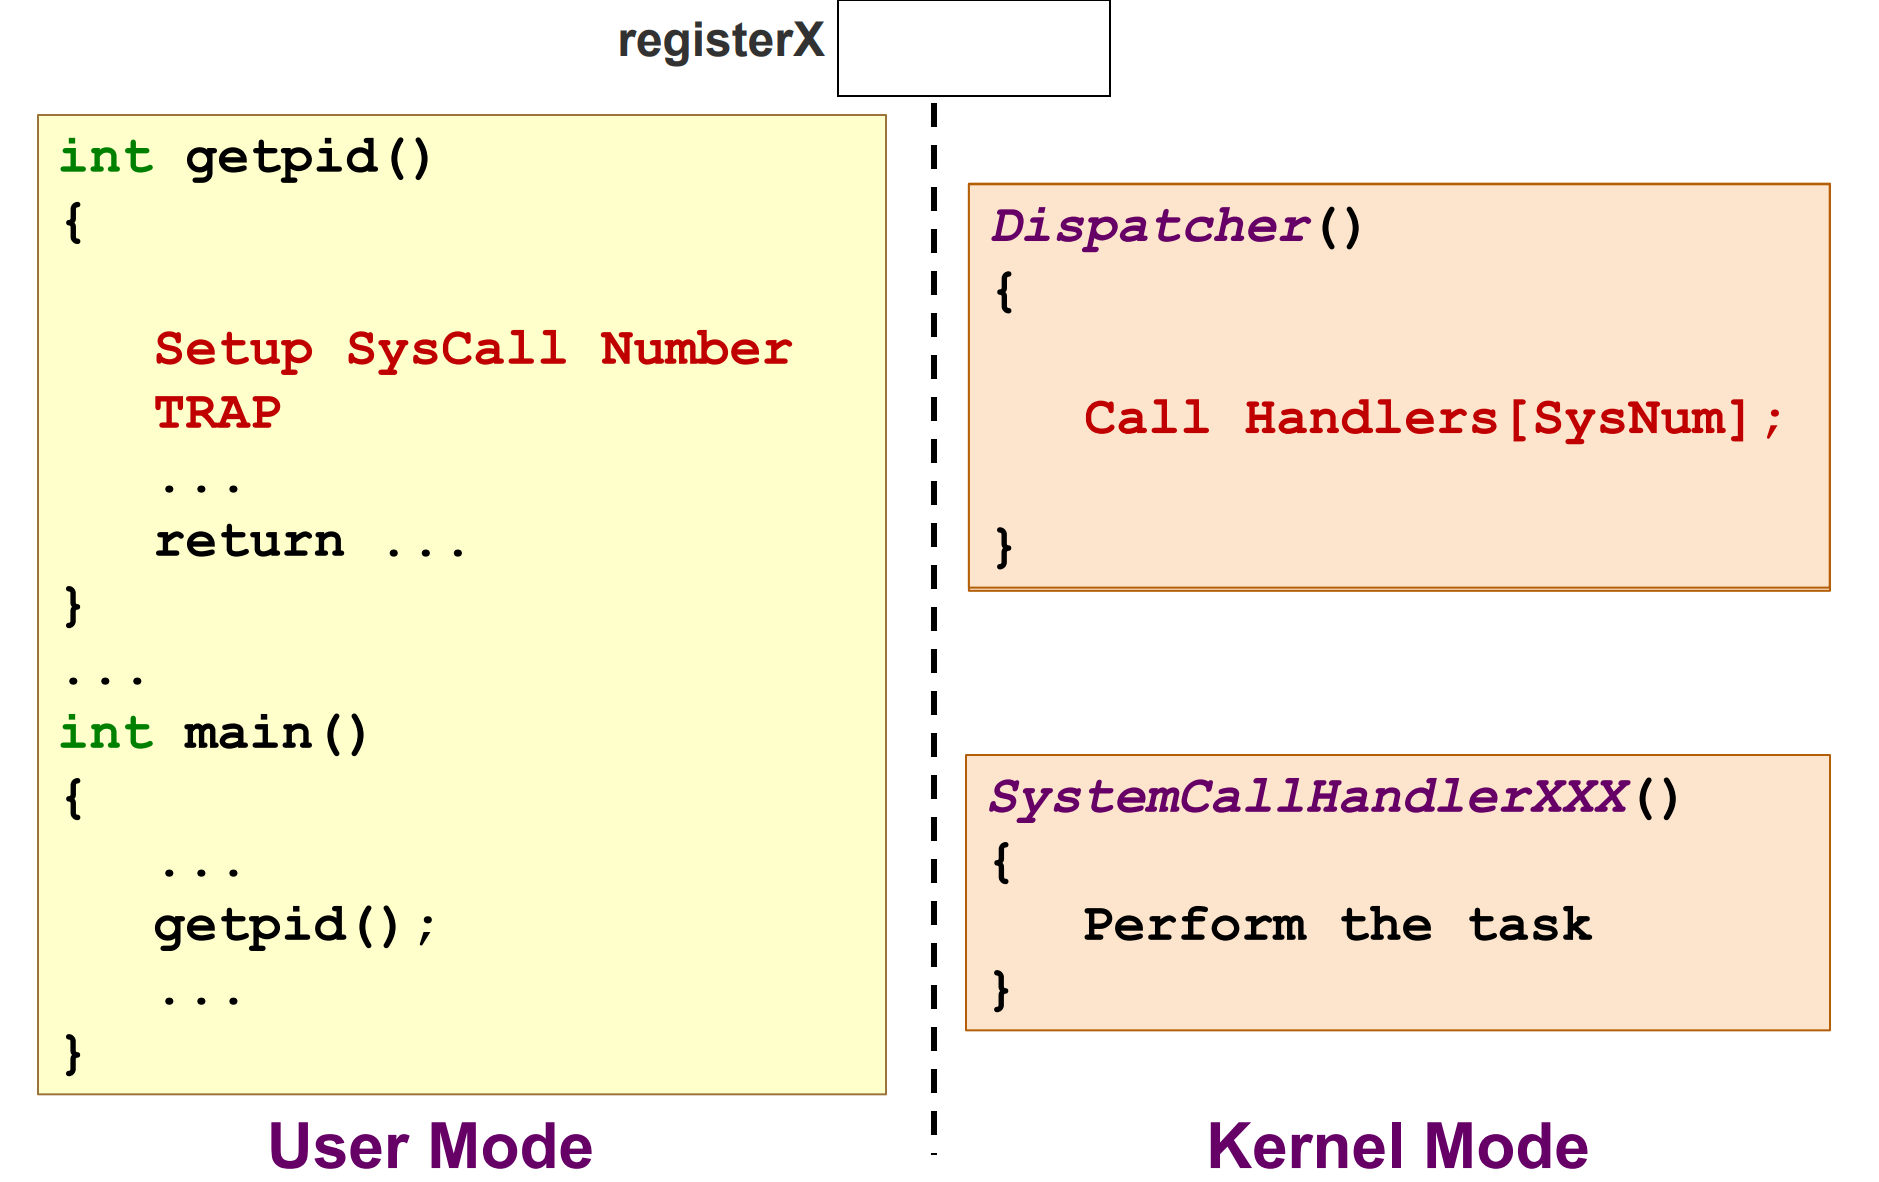 registerX
int getpid()
{
Setup SysCall Number
TRAP
...
return ...
}
...
int main()
{
...
getpid();
...
}
User Mode
Dispatcher()
{
Call Handlers[SysNum];
}
SystemCallHandlerXXX()
{
Perform the task
}
Kernel Mode